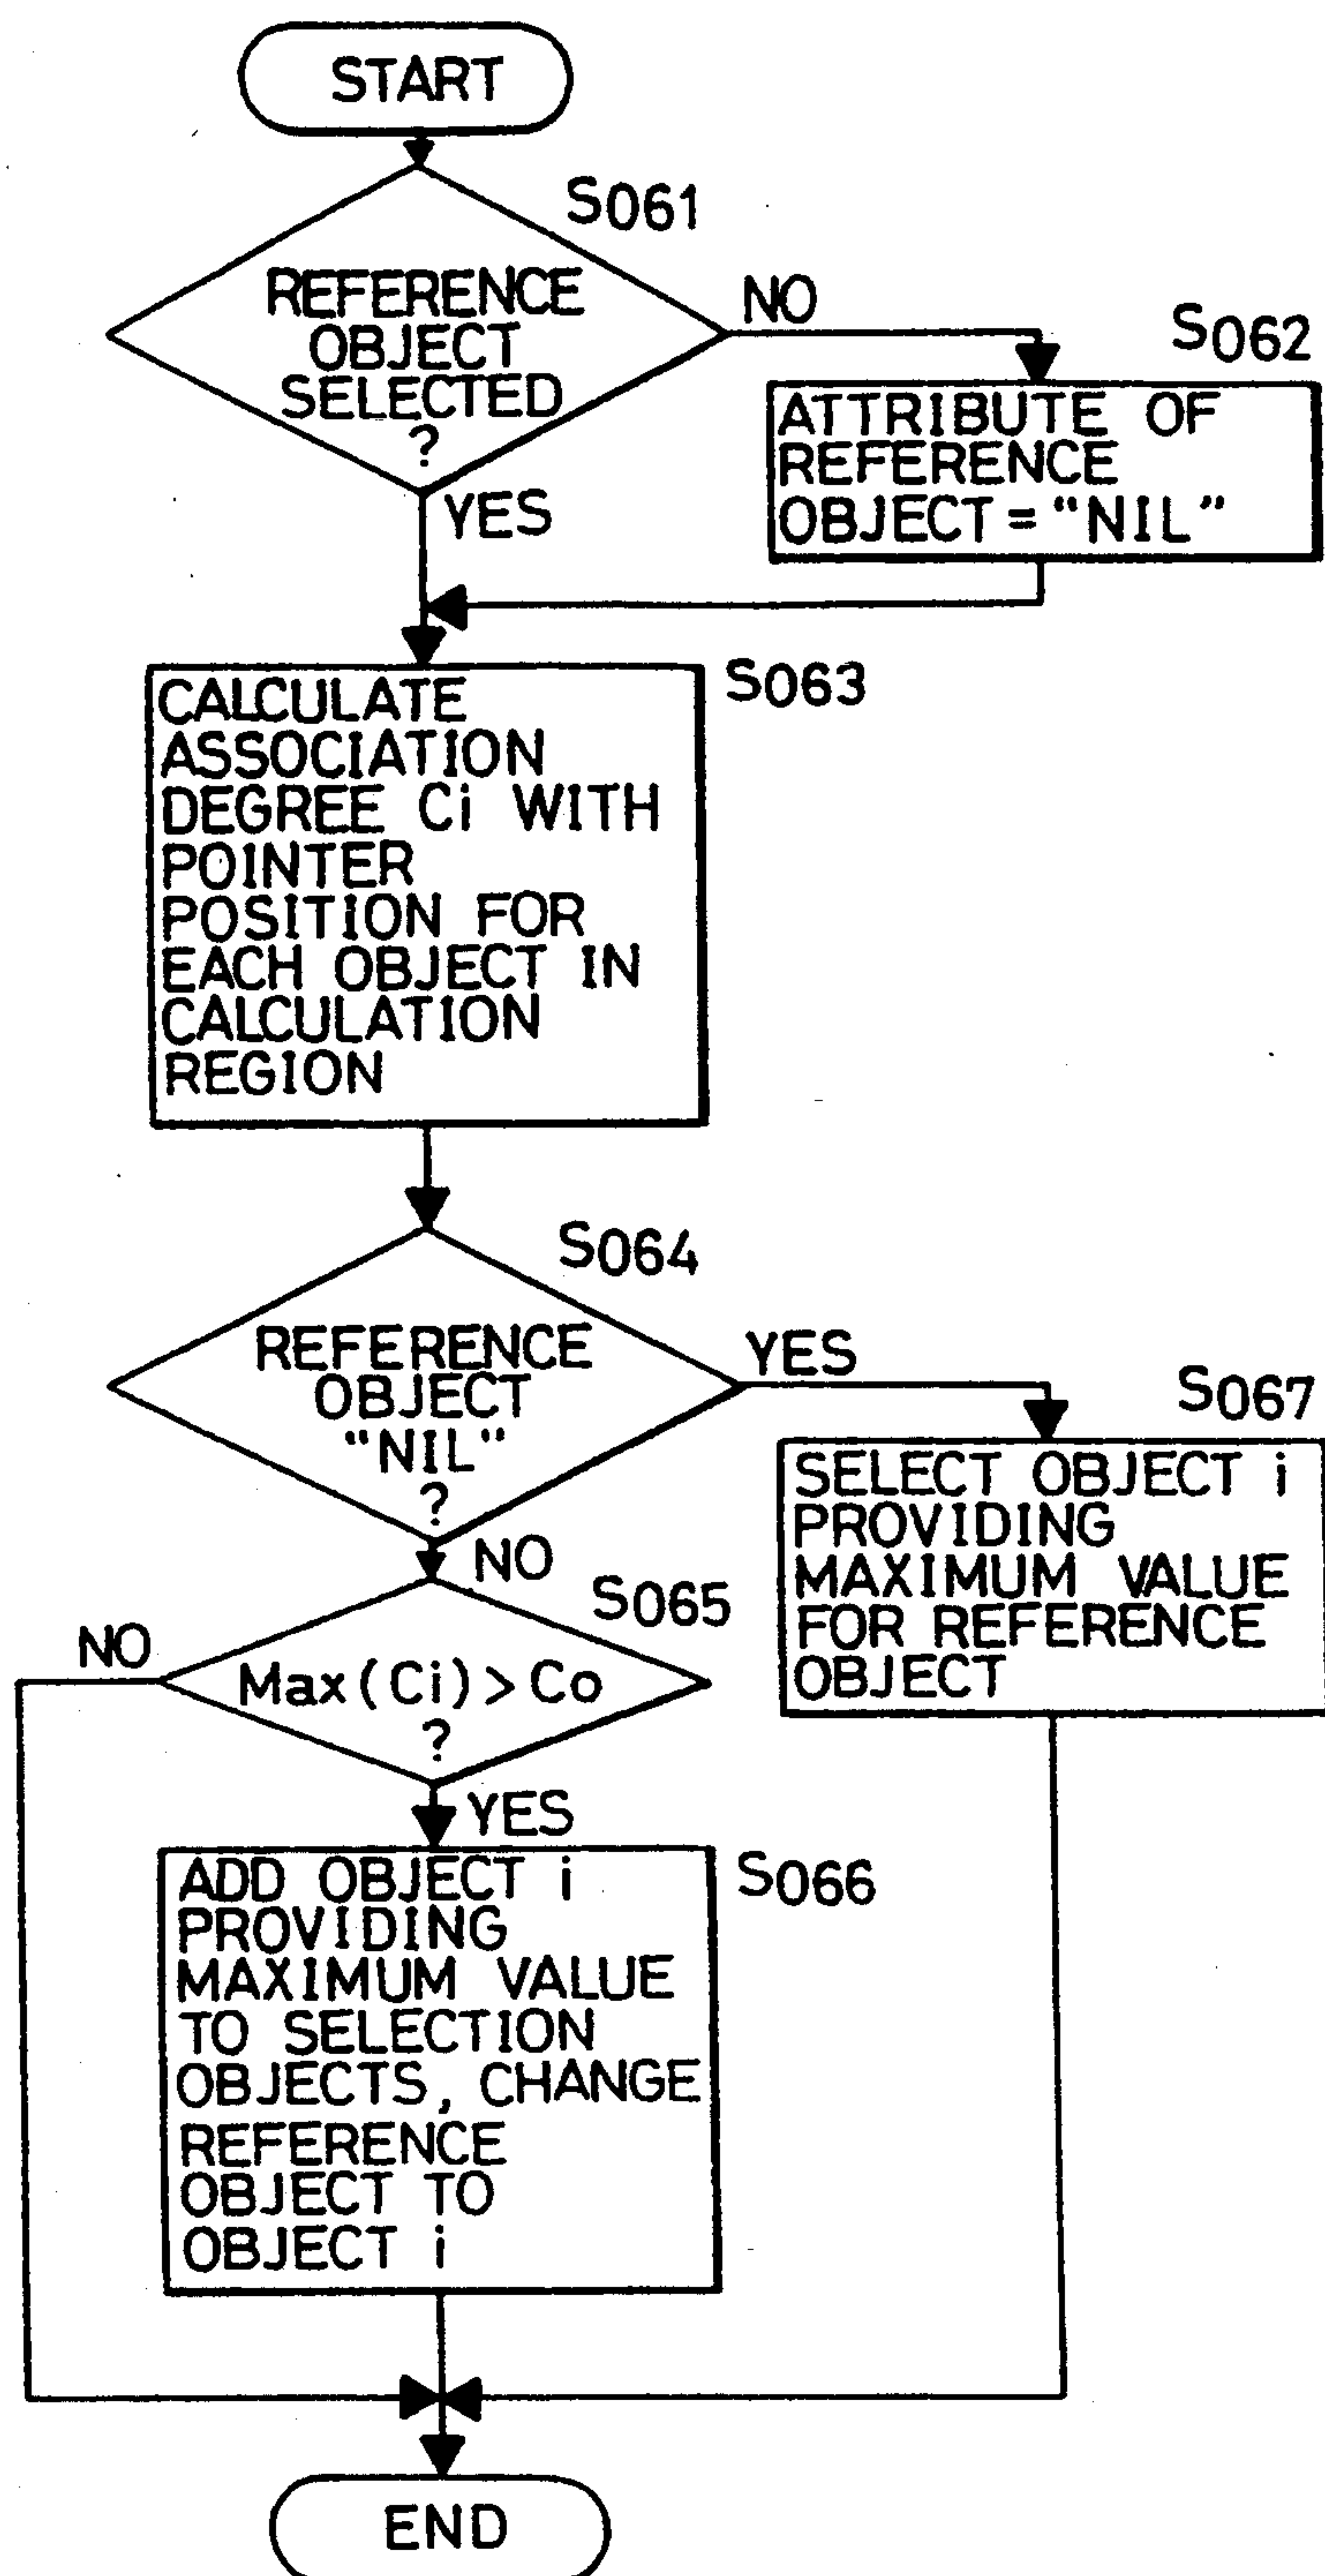 START
S061
REFERENCE
OBJECT
SELECTED
?
NO
YES
S062
ATTRIBUTE OF
REFERENCE
OBJECT = “NIL”
S063
CALCULATE
ASSOCIATION
DEGREE Ci WITH
POINTER
POSITION FOR
EACH OBJECT IN
CALCULATION
REGION
S064
REFERENCE
OBJECT
“NIL”
?
YES
NO
S067
SELECT OBJECT i
PROVIDING
MAXIMUM VALUE
FOR REFERENCE
OBJECT
S065
NO
Max(Ci) > Co
?
YES
S066
ADD OBJECT i
PROVIDING
MAXIMUM VALUE
TO SELECTION
OBJECTS, CHANGE
REFERENCE
OBJECT TO
OBJECT i
END